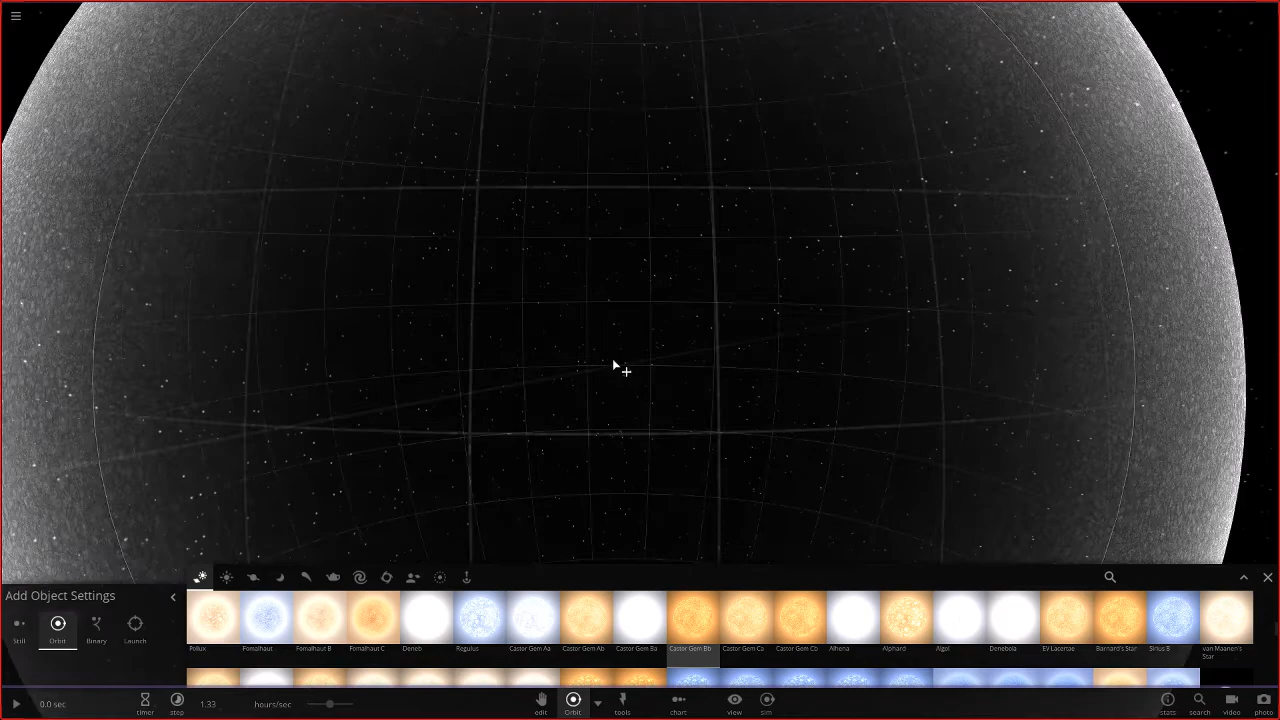 Add Object Settings
Still
Orbit
Binary
Launch
Pollux
Fomalhaut
Fomalhaut B
Fomalhaut C
Deneb
Regulus
Castor Gem Aa
Castor Gem Ab
Castor Gem Ba
Castor Gem Bb
Castor Gem Ca
Castor Gem Cb
Alhena
Alphard
Algol
Denebola
EV Lacertae
Barnard's Star
Sirius B
van Maanen's
Star
0.0 sec
timer
step
1.33
hours/sec
edit
Orbit
tools
chart
view
sim
stats
search
video
photo